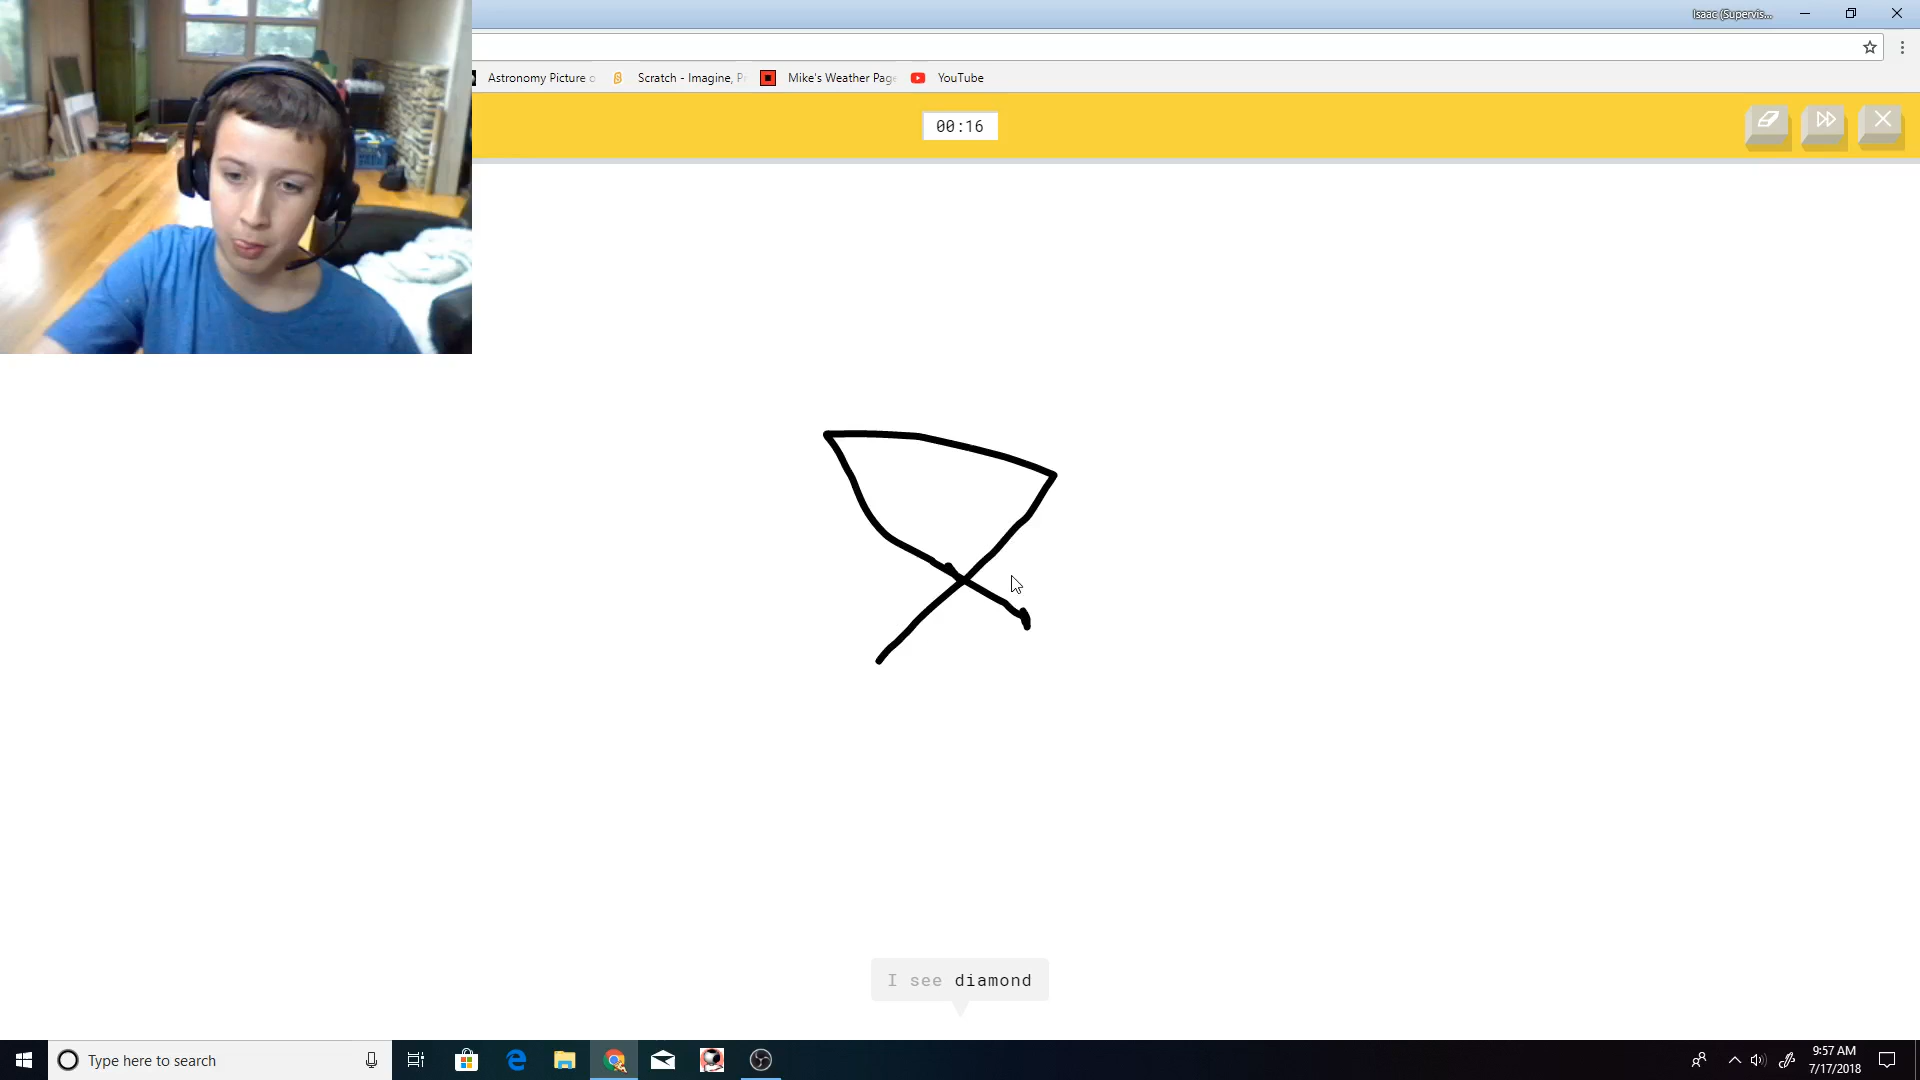 Isaac (Supervis...
Astronomy Picture o
Scratch - Imagine, Pr
Mike's Weather Page
YouTube
00:16
I see diamond
Type here to search
9:57 AM
7/17/2018